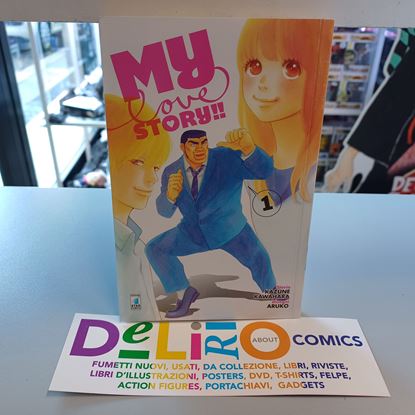 My
love
STORY!!
1
KAZUNE
KAWAHARA
ARUKO
STAR
DeLiRiO ABOUT COMICS
FUMETTI NUOVI, USATI, DA COLLEZIONE, LIBRI, RIVISTE,
LIBRI D'ILLUSTRAZIONI, POSTERS, DVD, T-SHIRTS, FELPE,
ACTION FIGURES, PORTACHIAVI, GADGETS